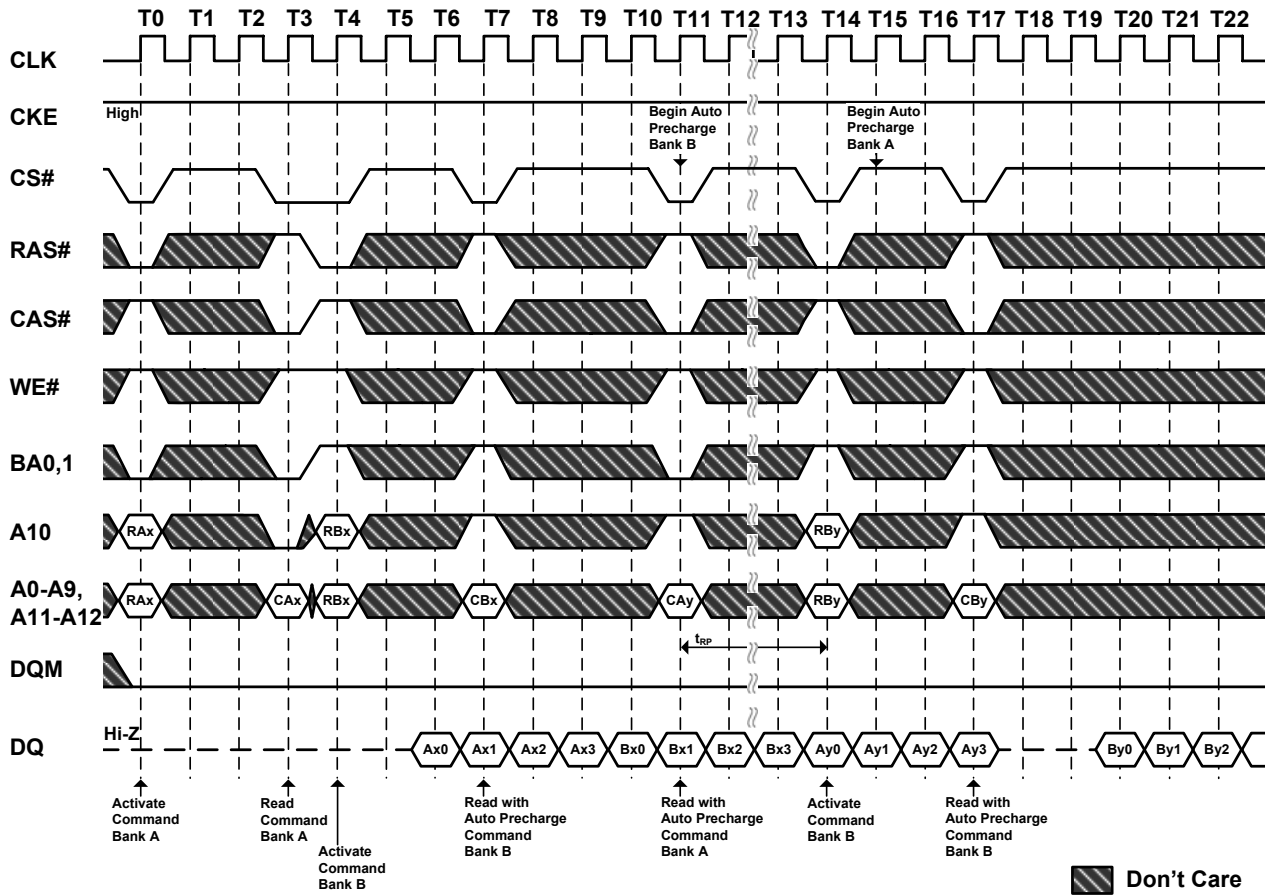 T0 T1 T2 T3 T4 T5 T6 T7 T8 T9 T10 T11 T12 T13 T14 T15 T16 T17 T18 T19 T20 T21 T22
CLK
CKE
High
Begin Auto
Precharge
Bank B
Begin Auto
Precharge
Bank A
CS#
RAS#
CAS#
WE#
BA0,1
A10
RAx RBx RBy
A0-A9,
A11-A12
RAx CAx RBx CBx CAy RBy CBy
tRP
DQM
DQ
Hi-Z
Ax0 Ax1 Ax2 Ax3 Bx0 Bx1 Bx2 Bx3 Ay0 Ay1 Ay2 Ay3 By0 By1 By2
Activate
Command
Bank A
Read
Command
Bank A
Activate
Command
Bank B
Read with
Auto Precharge
Command
Bank B
Read with
Auto Precharge
Command
Bank A
Activate
Command
Bank B
Read with
Auto Precharge
Command
Bank B
Don't Care